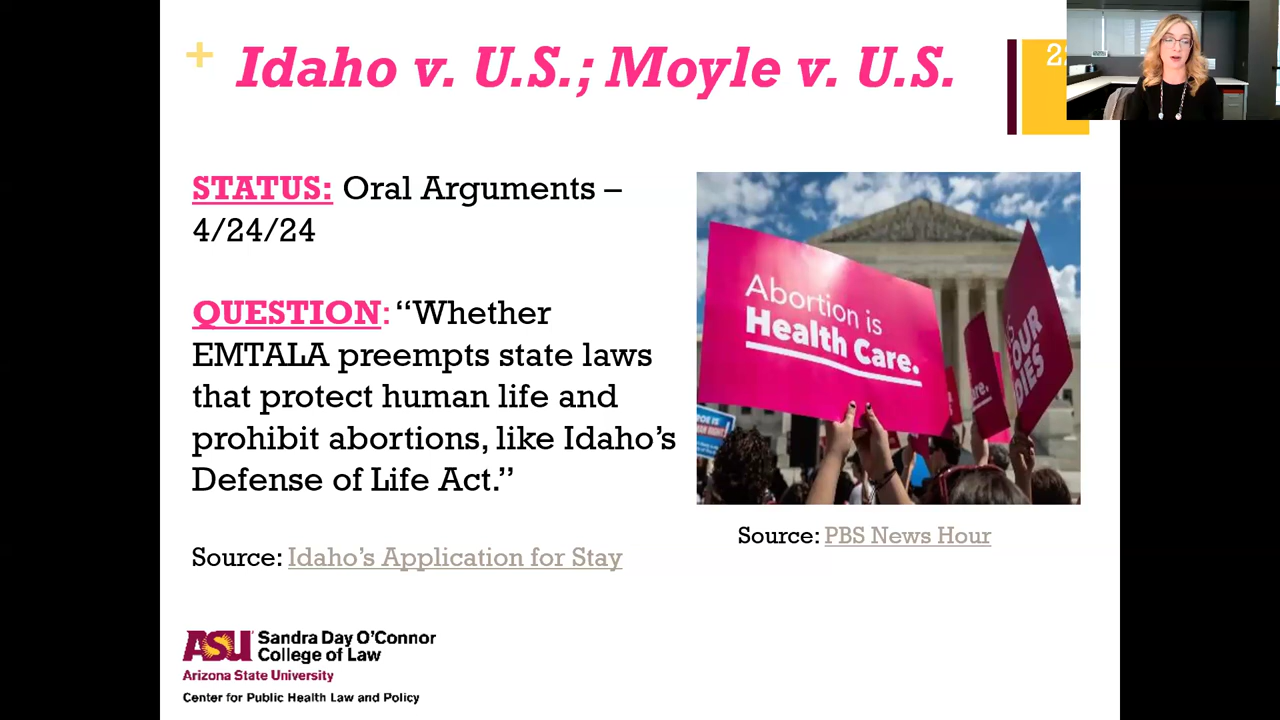 + Idaho v. U.S.; Moyle v. U.S.
STATUS: Oral Arguments –
4/24/24
QUESTION: “Whether
EMTALA preempts state laws
that protect human life and
prohibit abortions, like Idaho’s
Defense of Life Act.”
Source: Idaho’s Application for Stay
Abortion is
Health Care.
Source: PBS News Hour
ASU Sandra Day O’Connor
College of Law
Arizona State University
Center for Public Health Law and Policy